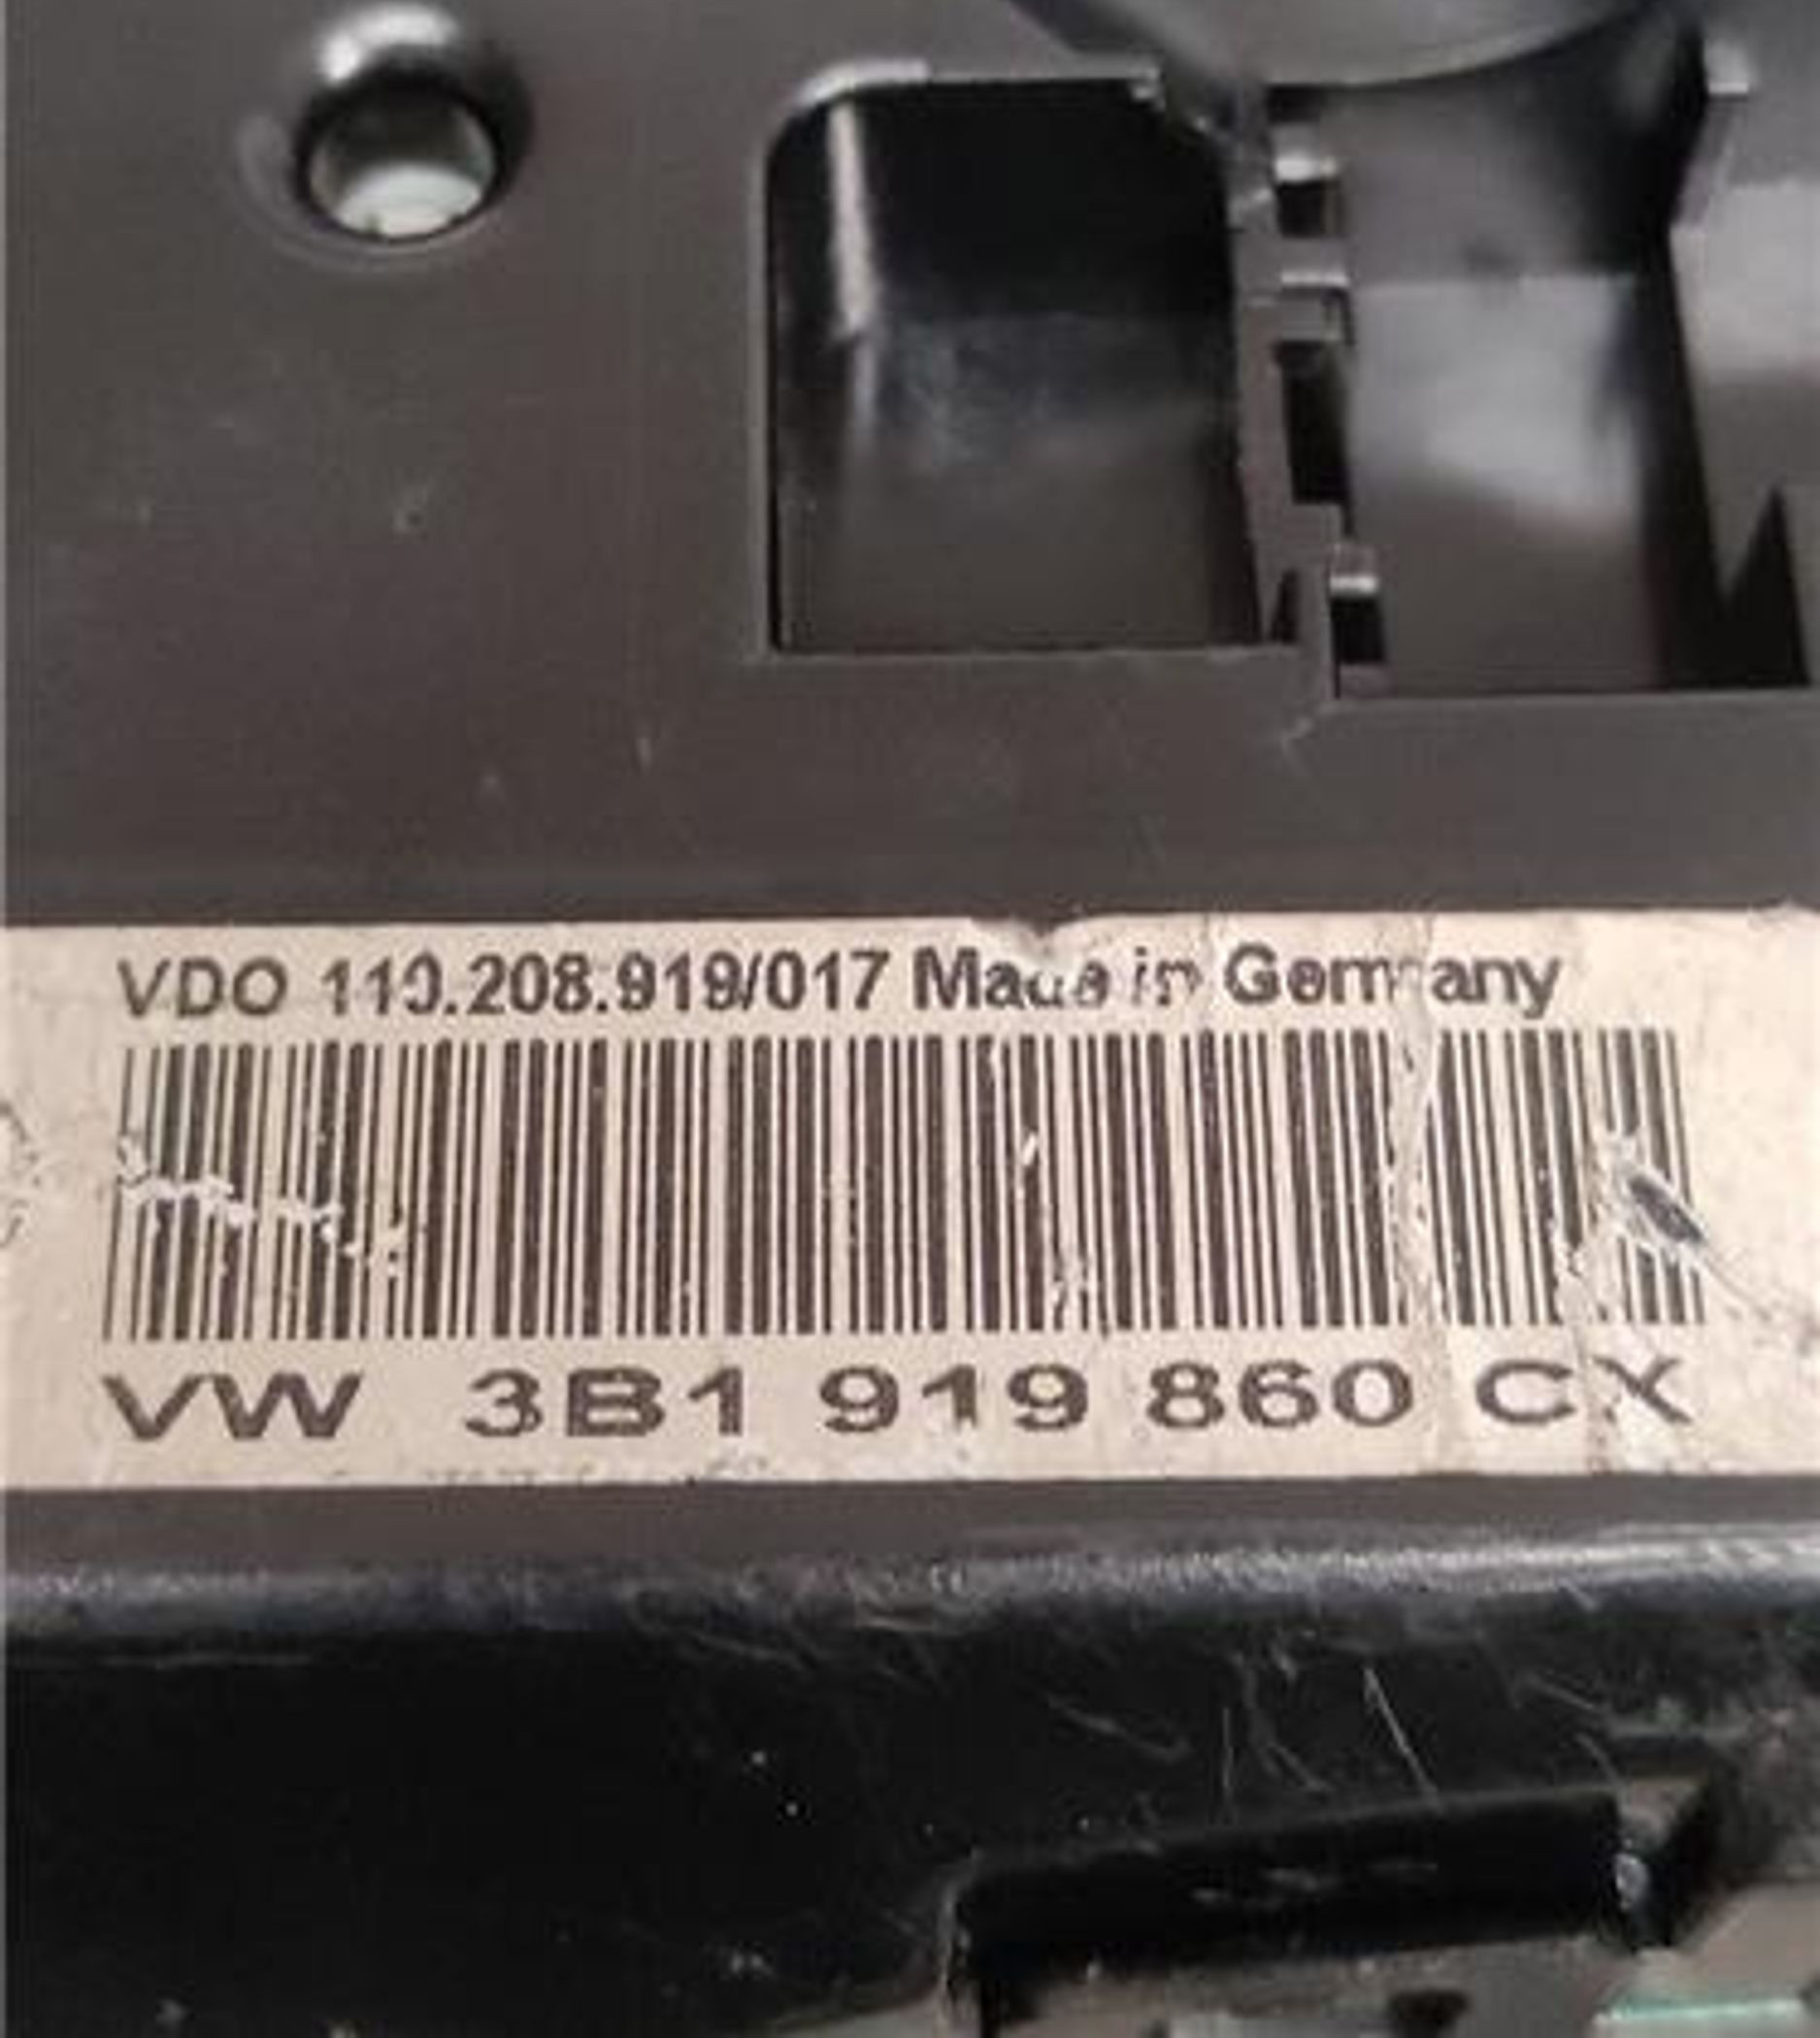 VDO 110.208.919/017 Made in Germany
VW 3B1 919 860 CX